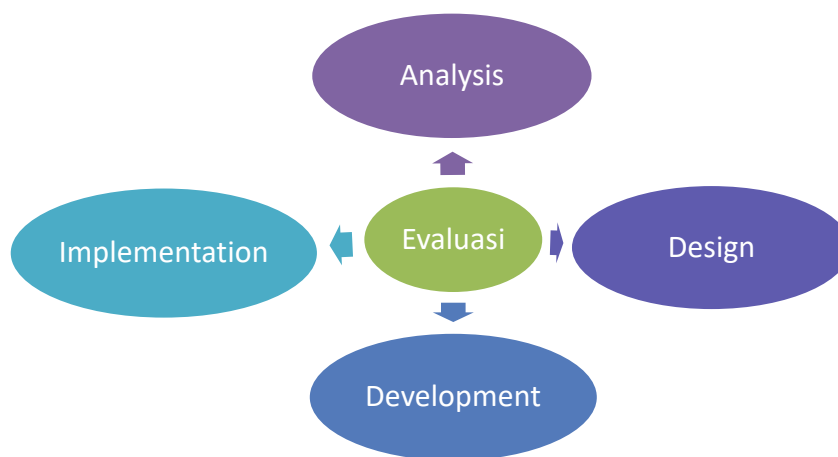 Analysis
Implementation
Evaluasi
Design
Development